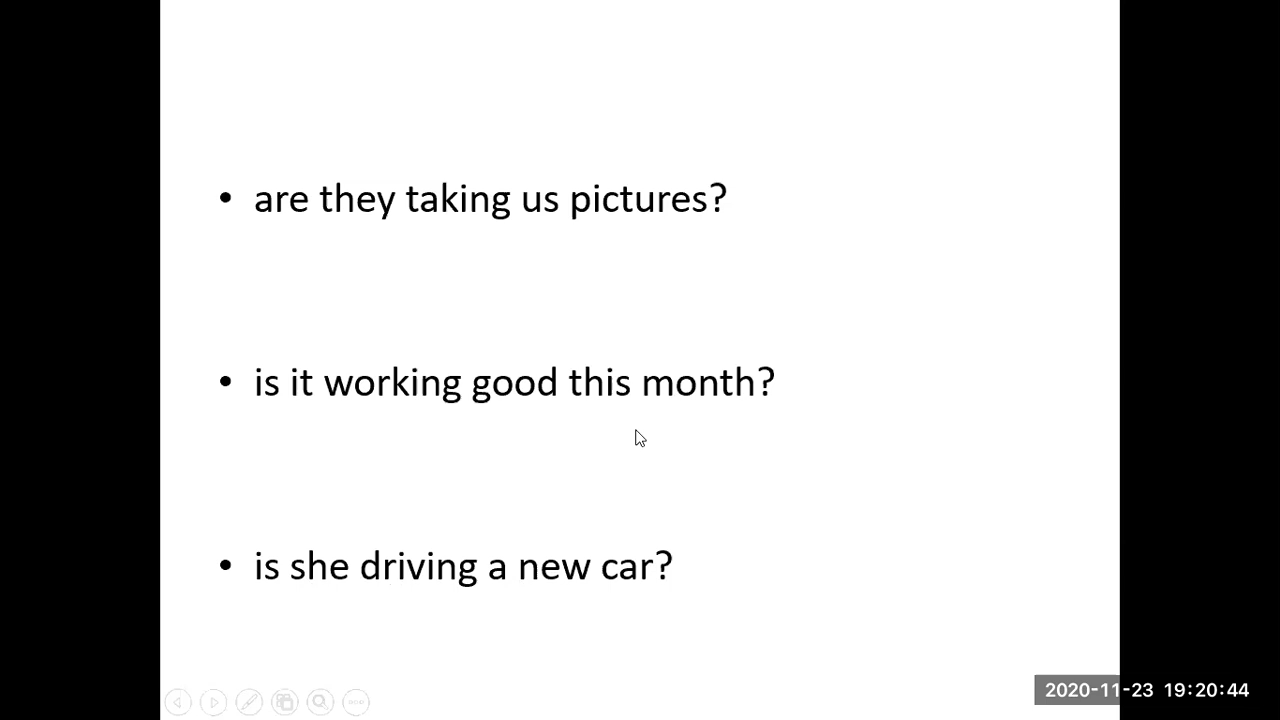 • are they taking us pictures?
• is it working good this month?
• is she driving a new car?
2020-11-23 19:20:44